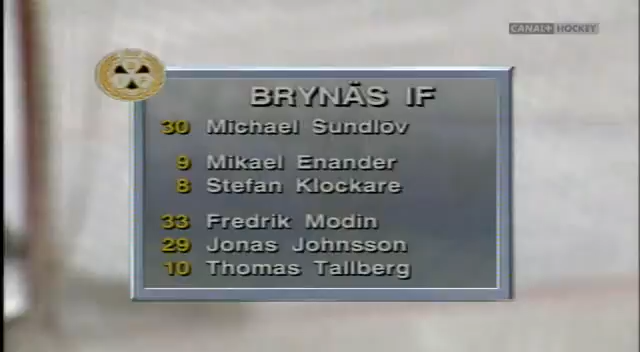 CANAL+ HOCKEY
BRYNÄS IF
30 Michael Sundlöv
9 Mikael Enander
8 Stefan Klockare
33 Fredrik Modin
29 Jonas Johnsson
10 Thomas Tallberg